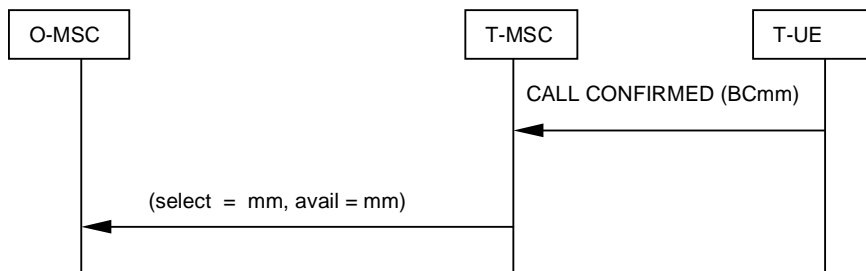 O-MSC
T-MSC
T-UE
CALL CONFIRMED (BCmm)
(select = mm, avail = mm)